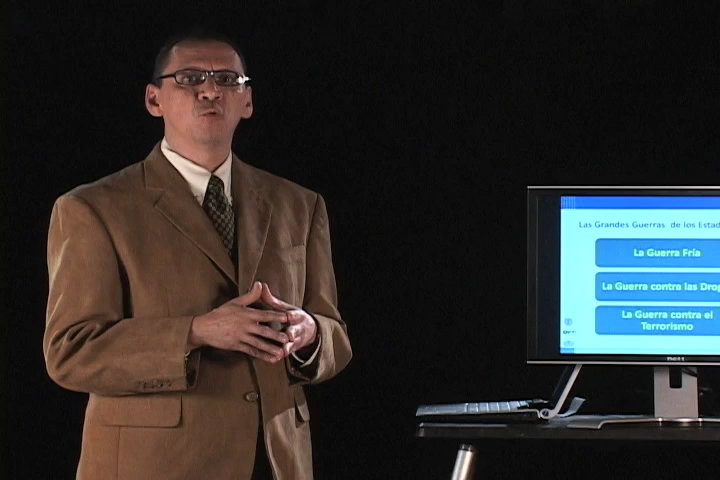 Las Grandes Guerras de los Estad
La Guerra Fría
La Guerra contra las Drog
La Guerra contra el
Terrorismo
DELL